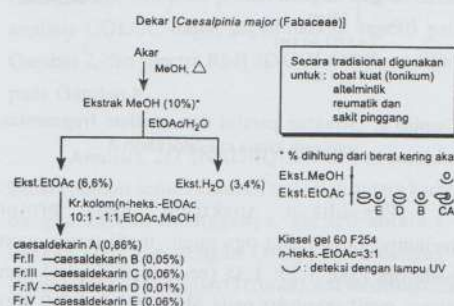 Dekar [Caesalpinia major (Fabaceae)]
Akar
MeOH, △
Ekstrak MeOH (10%)*
EtOAc/H₂O
Ekst.EtOAc (6,6%)
Ekst.H₂O (3,4%)
Kr.kolom(n-heks.-EtOAc
10:1 - 1:1,EtOAc,MeOH
caesaldekarin A (0,86%)
Fr.II — caesaldekarin B (0,05%)
Fr.III — caesaldekarin C (0,06%)
Fr.IV — caesaldekarin D (0,01%)
Fr.V — caesaldekarin E (0,06%)
Secara tradisional digunakan
untuk : obat kuat (tonikum)
altelmintik
reumatik dan
sakit pinggang
* % dihitung dari berat kering aka
Ekst.MeOH
Ekst.EtOAc
E D B CA
Kiesel gel 60 F254
n-heks.-EtOAc=3:1
: deteksi dengan lampu UV